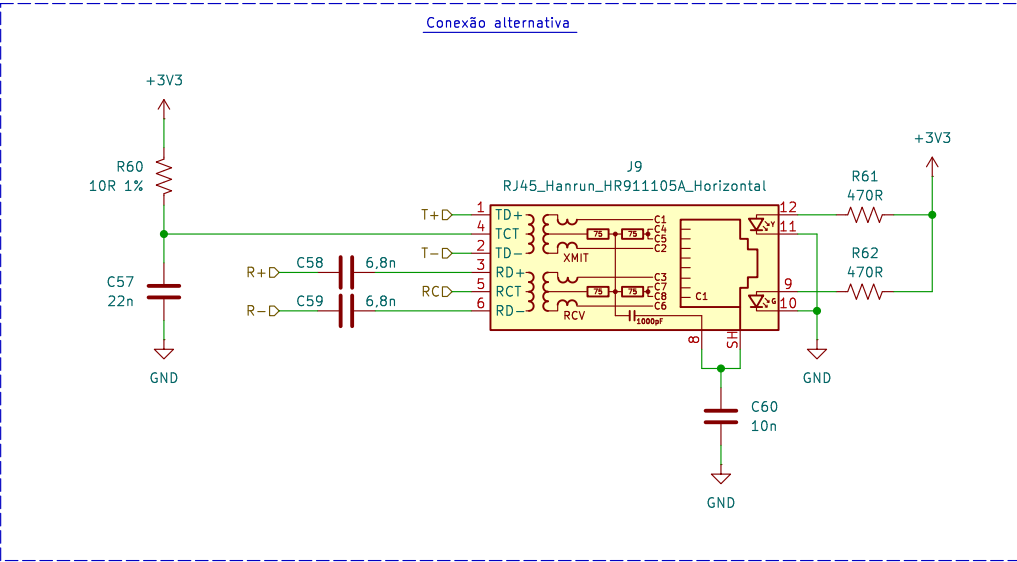 Conexão alternativa
+3V3
+3V3
R60
10R 1%
J9
RJ45_Hanrun_HR911105A_Horizontal
R61
470R
T+
1
TD+
C1
12
4
TCT
75
75
C4
C5
Y
11
T-
2
TD-
C2
XMIT
R+
C58
6,8n
3
RD+
C3
R62
470R
C57
22n
RC
5
RCT
75
75
C7
C8
C1
9
R-
C59
6,8n
6
RD-
C6
G
10
RCV
1000pF
8
SH
GND
GND
C60
10n
GND